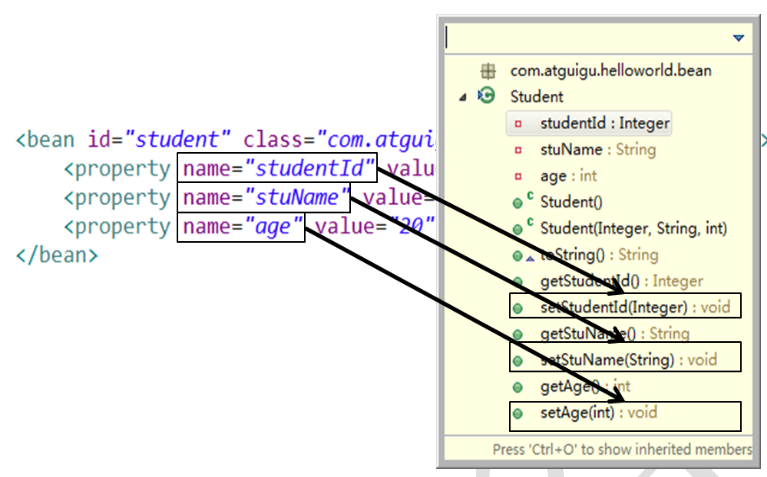 <bean id="student" class="com.atgui
<property name="studentId" valu
<property name="stuName" value=
<property name="age" value="20"
</bean>
>
com.atguigu.helloworld.bean
Student
studentId : Integer
stuName : String
age : int
Student()
Student(Integer, String, int)
toString() : String
getStudentId() : Integer
setStudentId(Integer) : void
getStuName() : String
setStuName(String) : void
getAge() : int
setAge(int) : void
Press 'Ctrl+O' to show inherited members